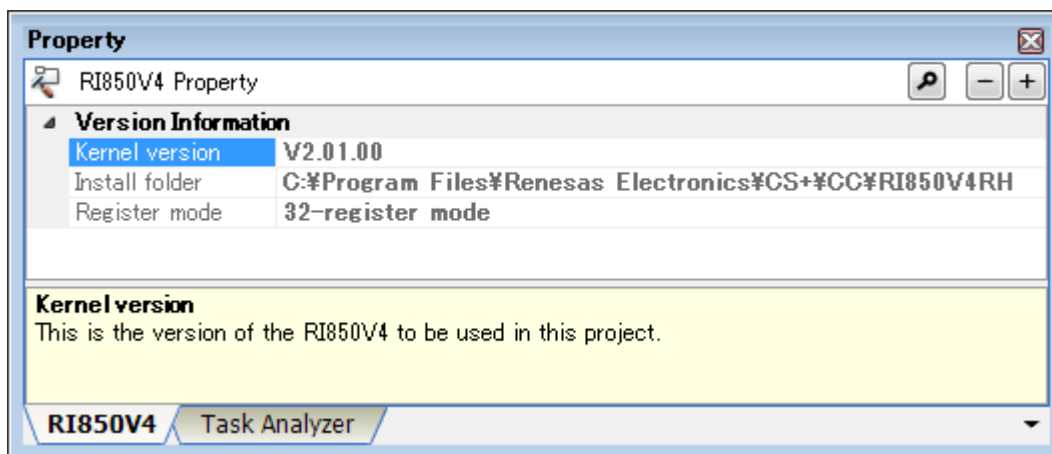 Property
RI850V4 Property
Version Information
Kernel version V2.01.00
Install folder C:¥Program Files¥Renesas Electronics¥CS+¥CC¥RI850V4RH
Register mode 32-register mode
Kernel version
This is the version of the RI850V4 to be used in this project.
RI850V4 Task Analyzer